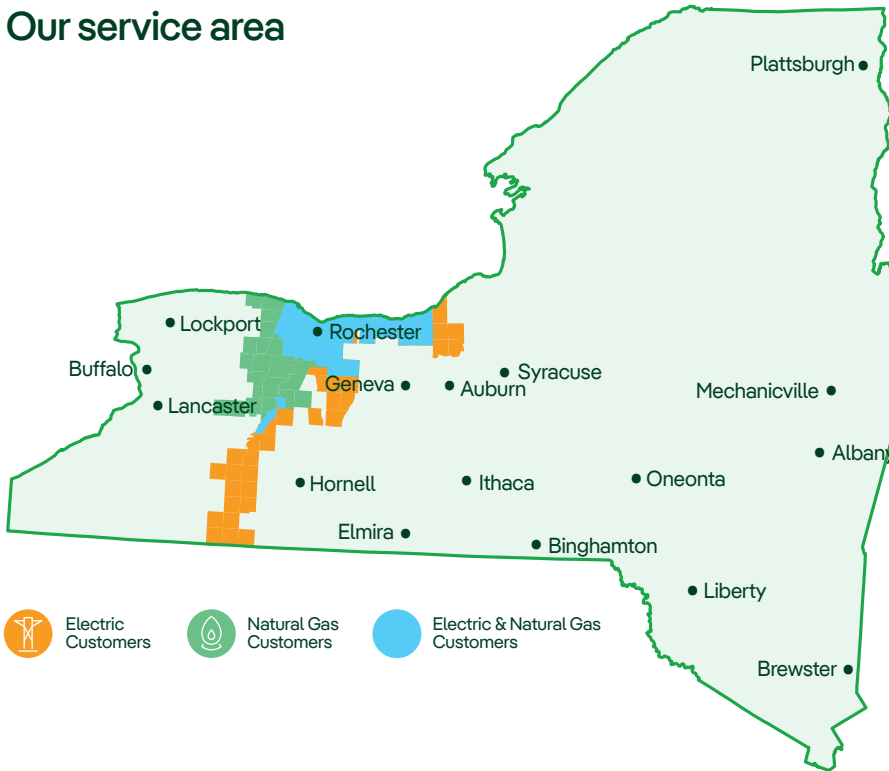 Our service area
Plattsburgh
Lockport
Rochester
Buffalo
Syracuse
Geneva
Auburn
Mechanicville
Lancaster
Albany
Hornell
Ithaca
Oneonta
Elmira
Binghamton
Liberty
Electric
Customers
Natural Gas
Customers
Electric & Natural Gas
Customers
Brewster